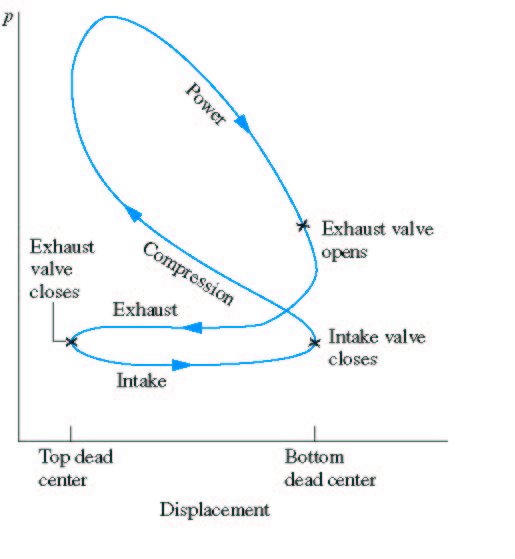 p
Power
Exhaust valve
opens
Exhaust
valve
closes
Compression
Exhaust
Intake valve
closes
Intake
Top dead
center
Bottom
dead center
Displacement